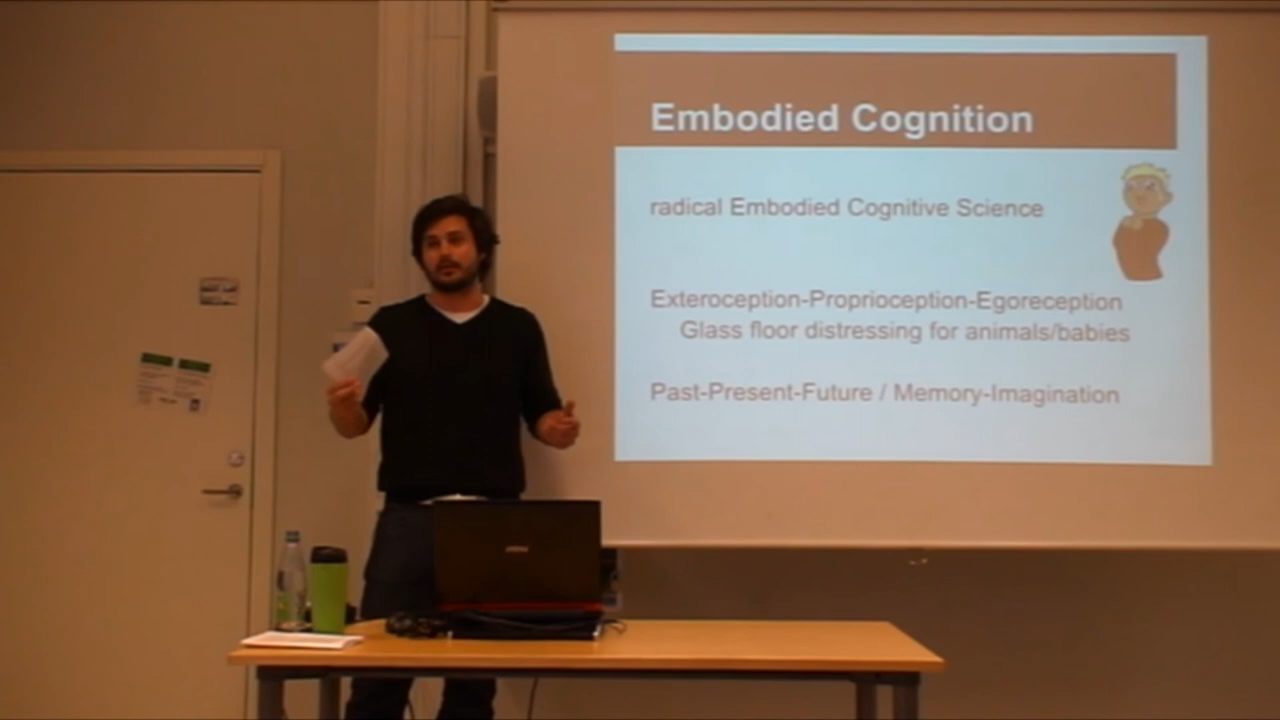 Embodied Cognition
radical Embodied Cognitive Science
Exteroception-Proprioception-Egoreception
Glass floor distressing for animals/babies
Past-Present-Future / Memory-Imagination